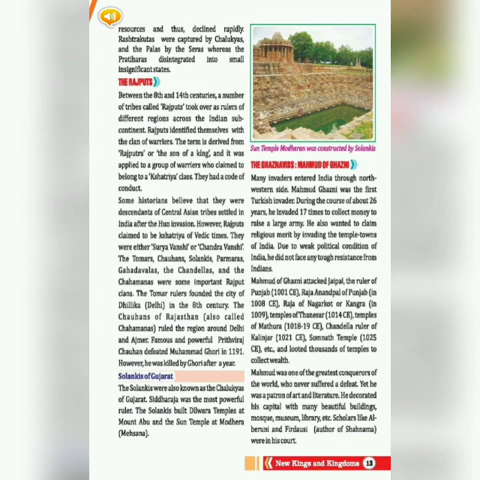 resources and thus, declined rapidly.
Rashtrakutas were captured by Chalukyas,
and the Palas by the Seras whereas the
Pratiharas disintegrated into small
insignificant states.
THE RAJPUTS
Between the 8th and 14th centuries, a number
of tribes called 'Rajputs' took over as rulers of
different regions across the Indian sub-
continent. Rajputs identified themselves with
the clan of warriors. The term is derived from
'Rajputra' or 'the son of a king', and it was
applied to a group of warriors who claimed to
belong to a 'Kshatriya' class. They had a code of
conduct.
Some historians believe that they were
descendants of Central Asian tribes settled in
India after the Hun invasion. However, Rajputs
claimed to be kshatriya of Vedic times. They
were either 'Surya Vanshi' or 'Chandra Vanshi'.
The Tomars, Chauhans, Solankis, Parmaras,
Gahadavalas, the Chandellas, and the
Chahamanas were some important Rajput
clans. The Tomar rulers founded the city of
Dhillika (Delhi) in the 8th century. The
Chauhans of Rajasthan (also called
Chahamanas) ruled the region around Delhi
and Ajmer. Famous and powerful Prithviraj
Chauhan defeated Muhammad Ghori in 1191.
However, he was killed by Ghori after a year.
Solankis of Gujarat
The Solankis were also known as the Chalukyas
of Gujarat. Siddharaja was the most powerful
ruler. The Solankis built Dilwara Temples at
Mount Abu and the Sun Temple at Modhera
(Mehsana).
Sun Temple Modheran was constructed by Solankis
THE GHAZNAVIDS : MAHMUD OF GHAZNI
Many invaders entered India through north-
western side. Mahmud Ghazni was the first
Turkish invader. During the course of about 26
years, he invaded 17 times to collect money to
raise a large army. He also wanted to claim
religious merit by invading the temple-towns
of India. Due to weak political condition of
India, he did not face any tough resistance from
Indians.
Mahmud of Ghazni attacked Jaipal, the ruler of
Punjab (1001 CE), Raja Anandpal of Punjab (in
1008 CE), Raja of Nagarkot or Kangra (in
1009), temples of Thanesar (1014 CE), temples
of Mathura (1018-19 CE), Chandella ruler of
Kalinjar (1021 CE), Somnath Temple (1025
CE), etc., and looted thousands of temples to
collect wealth.
Mahmud was one of the greatest conquerors of
the world, who never suffered a defeat. Yet he
was a patron of art and literature. He decorated
his capital with many beautiful buildings,
mosque, museum, library, etc. Scholars like Al-
beruni and Firdausi (author of Shahnama)
were in his court.
New Kings and Kingdoms 13